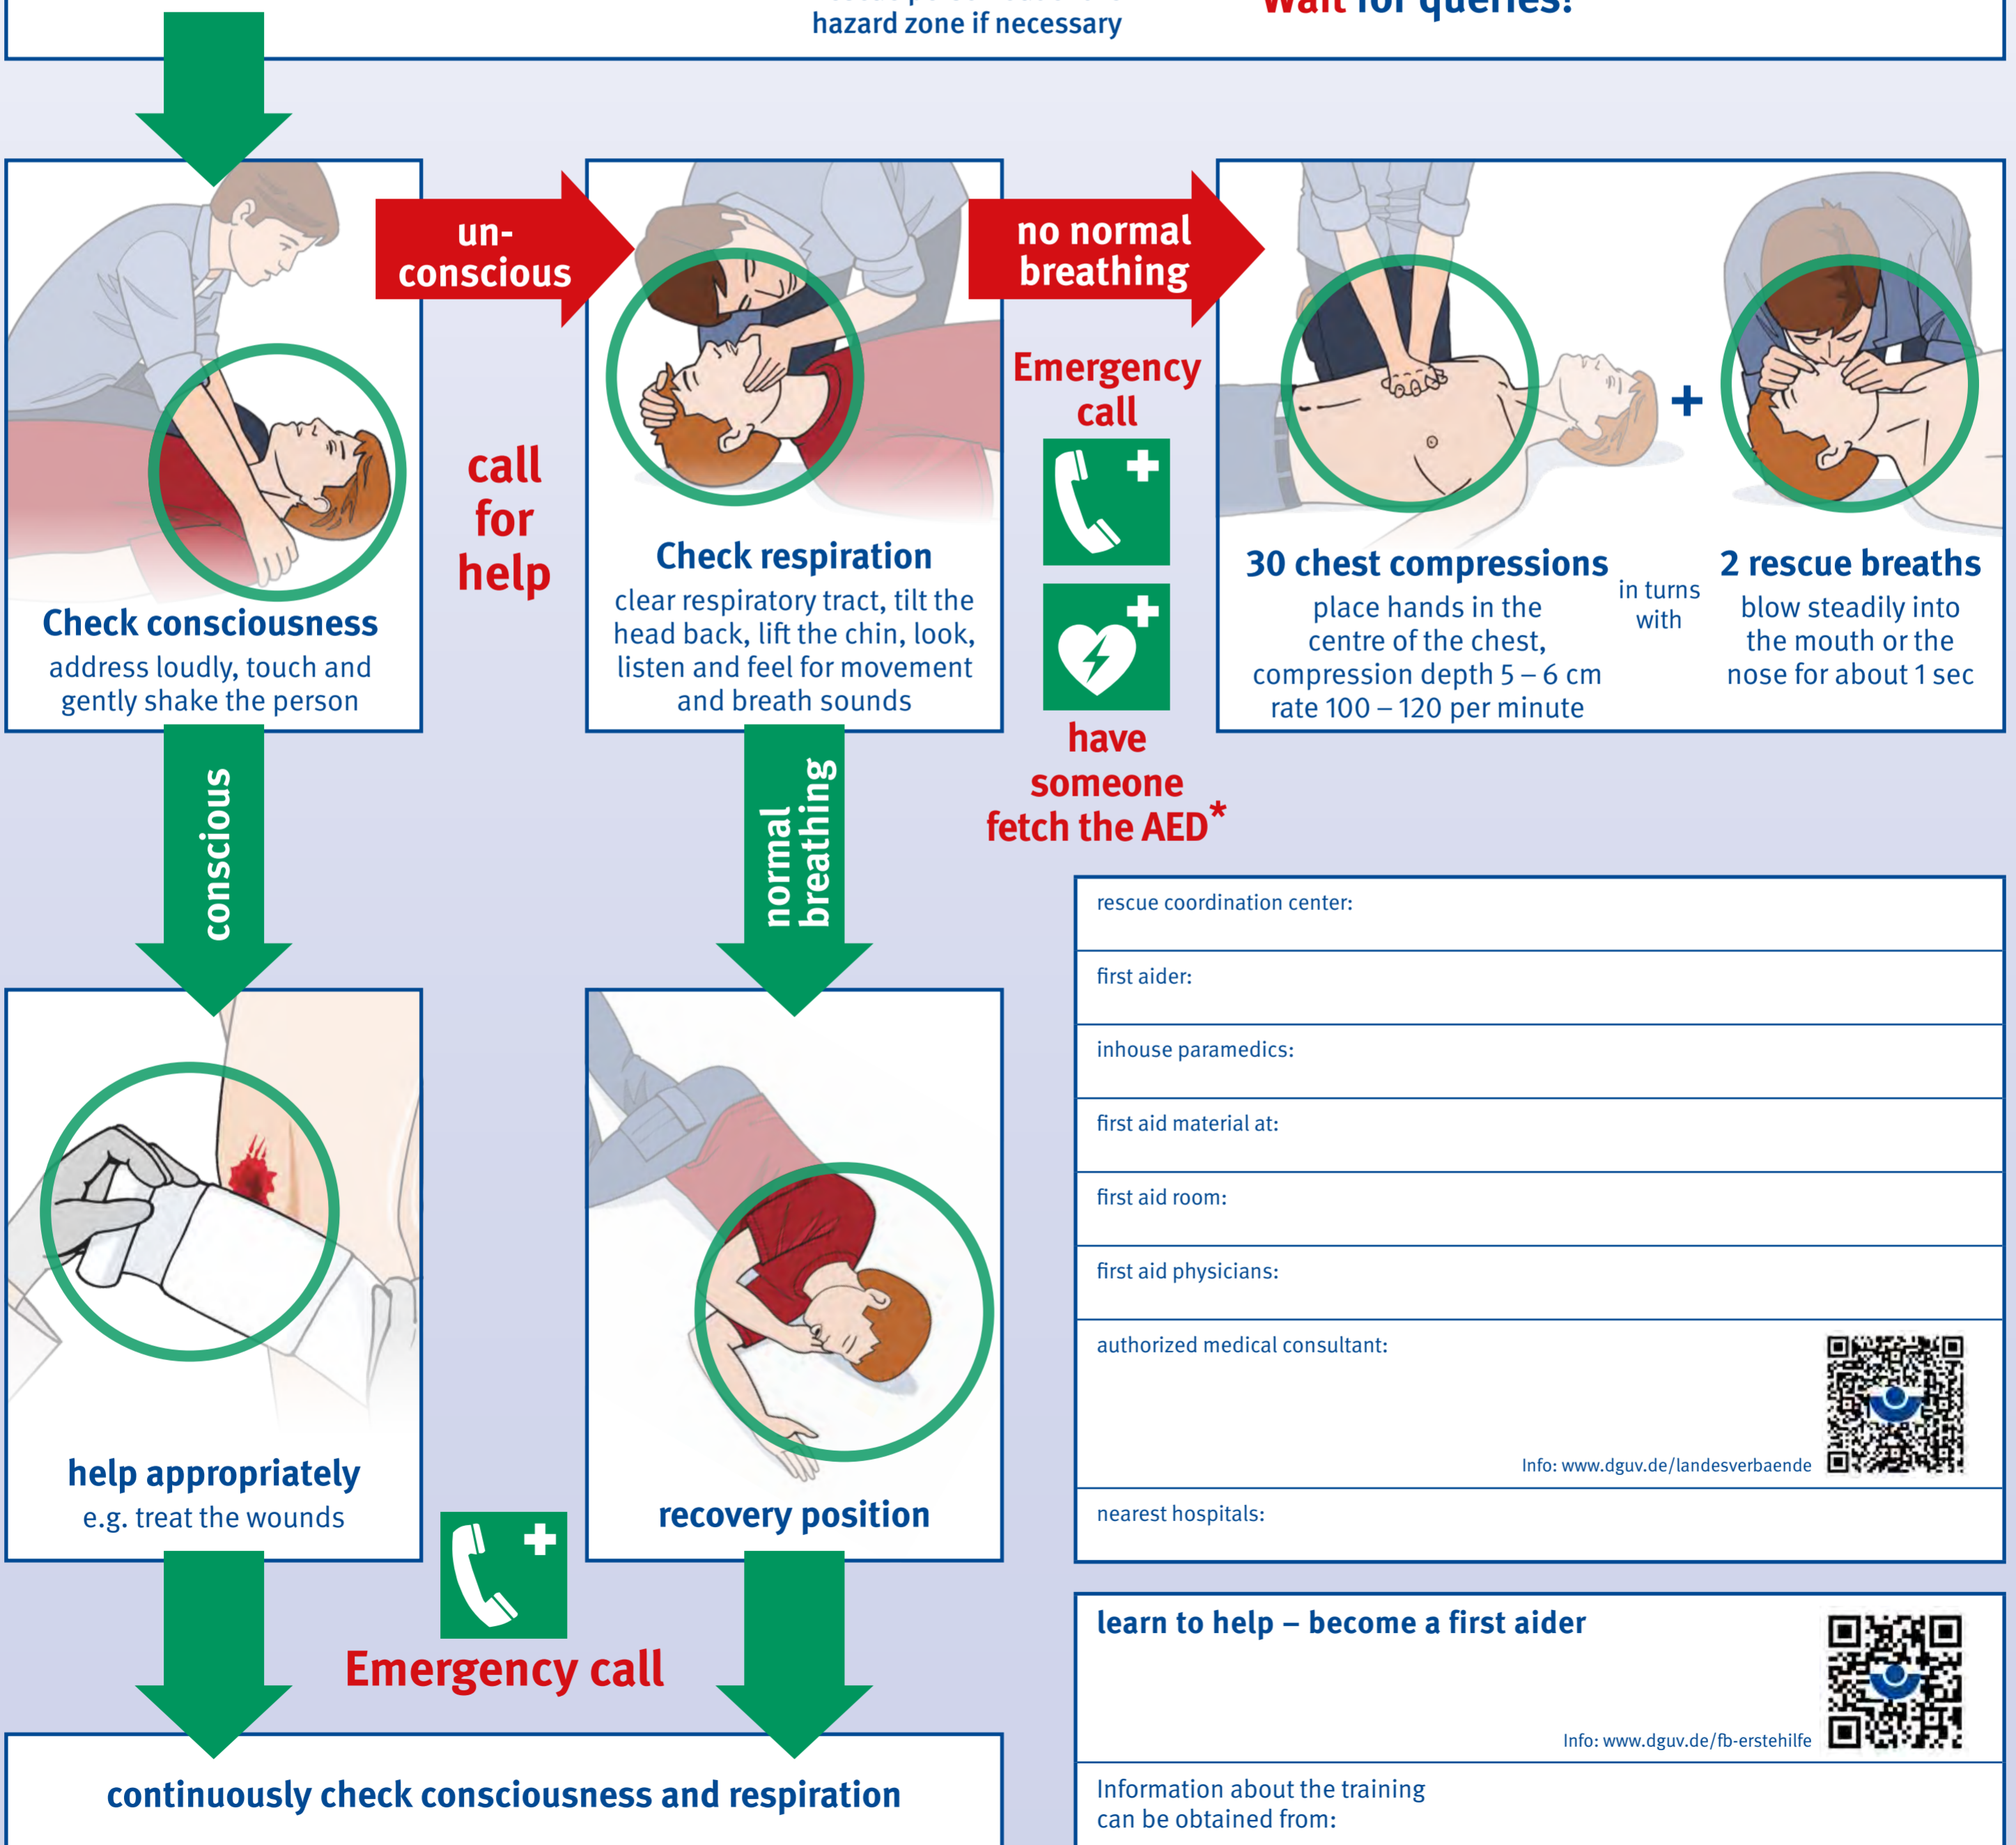 hazard zone if necessary
Wait for queries!
un-
conscious
no normal
breathing
call
for
help
Emergency
call
have
someone
fetch the AED*
Check consciousness
address loudly, touch and
gently shake the person
Check respiration
clear respiratory tract, tilt the
head back, lift the chin, look,
listen and feel for movement
and breath sounds
30 chest compressions
place hands in the
centre of the chest,
compression depth 5 – 6 cm
rate 100 – 120 per minute
+
in turns
with
2 rescue breaths
blow steadily into
the mouth or the
nose for about 1 sec
conscious
normal
breathing
help appropriately
e.g. treat the wounds
recovery position
Emergency call
continuously check consciousness and respiration
rescue coordination center:
first aider:
inhouse paramedics:
first aid material at:
first aid room:
first aid physicians:
authorized medical consultant:
Info: www.dguv.de/landesverbaende
nearest hospitals:
learn to help – become a first aider
Info: www.dguv.de/fb-erstehilfe
Information about the training
can be obtained from: